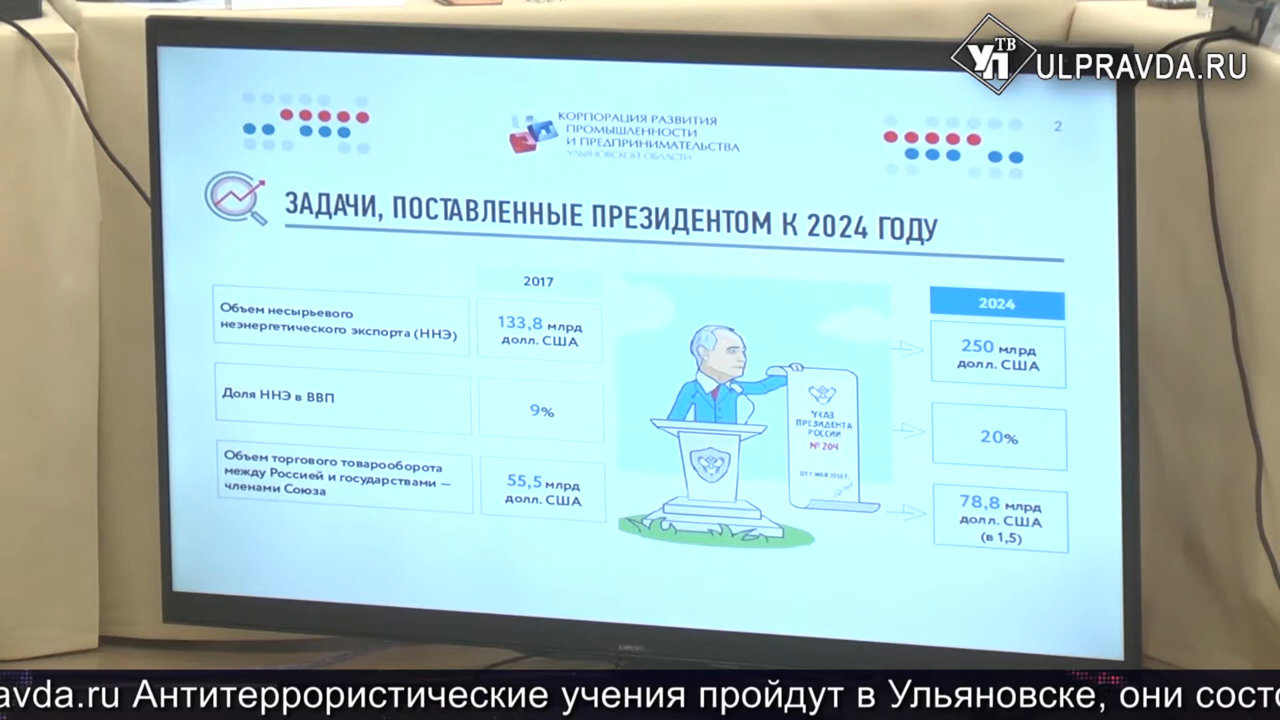 УП ТВ ULPRAVDA.RU
КОРПОРАЦИЯ РАЗВИТИЯ
ПРОМЫШЛЕННОСТИ
И ПРЕДПРИНИМАТЕЛЬСТВА
УЛЬЯНОВСКОЙ ОБЛАСТИ
2
ЗАДАЧИ, ПОСТАВЛЕННЫЕ ПРЕЗИДЕНТОМ К 2024 ГОДУ
2017
2024
Объем несырьевого
неэнергетического экспорта (ННЭ)
133,8 млрд
долл. США
250 млрд
долл. США
Доля ННЭ в ВВП
9%
20%
Объем торгового товарооборота
между Россией и государствами —
членами Союза
55,5 млрд
долл. США
78,8 млрд
долл. США
(в 1,5)
УКАЗ
ПРЕЗИДЕНТА
РОССИИ
№ 204
avda.ru Антитеррористические учения пройдут в Ульяновске, они состо